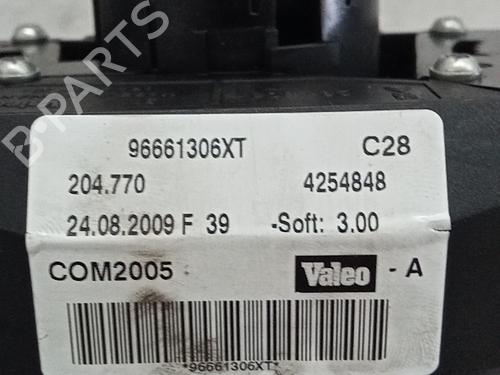 96661306XT C28
204.770 4254848
24.08.2009 F 39 -Soft: 3.00
COM2005 Valeo - A
*96661306XT*
B-PARTS